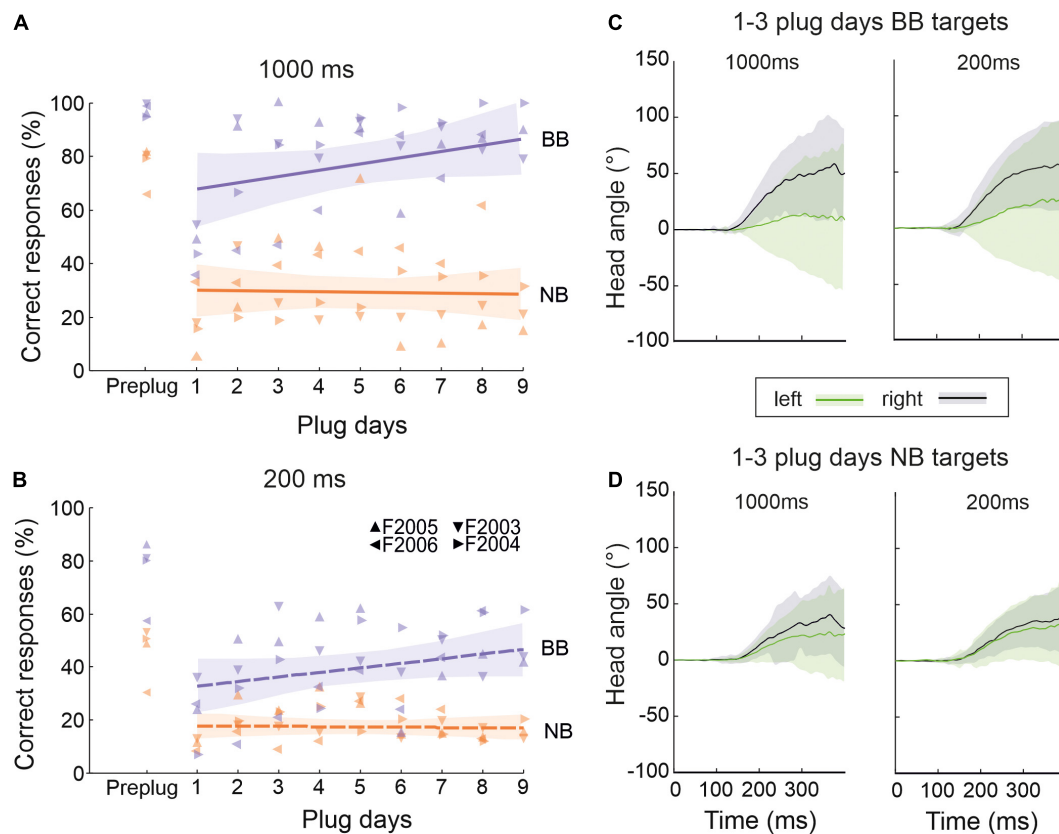 A
1000 ms
Correct responses (%)
100
80
60
40
20
0
BB
NB
Preplug 1 2 3 4 5 6 7 8 9
Plug days
B
200 ms
Correct responses (%)
100
80
60
40
20
0
▲F2005 ▼F2003
◀F2006 ▶F2004
BB
NB
Preplug 1 2 3 4 5 6 7 8 9
Plug days
C
1-3 plug days BB targets
1000ms
200ms
Head angle (°)
150
100
50
0
-50
-100
left right
D
1-3 plug days NB targets
1000ms
200ms
Head angle (°)
150
100
50
0
-50
-100
0 100 200 300
0 100 200 300
Time (ms)
Time (ms)